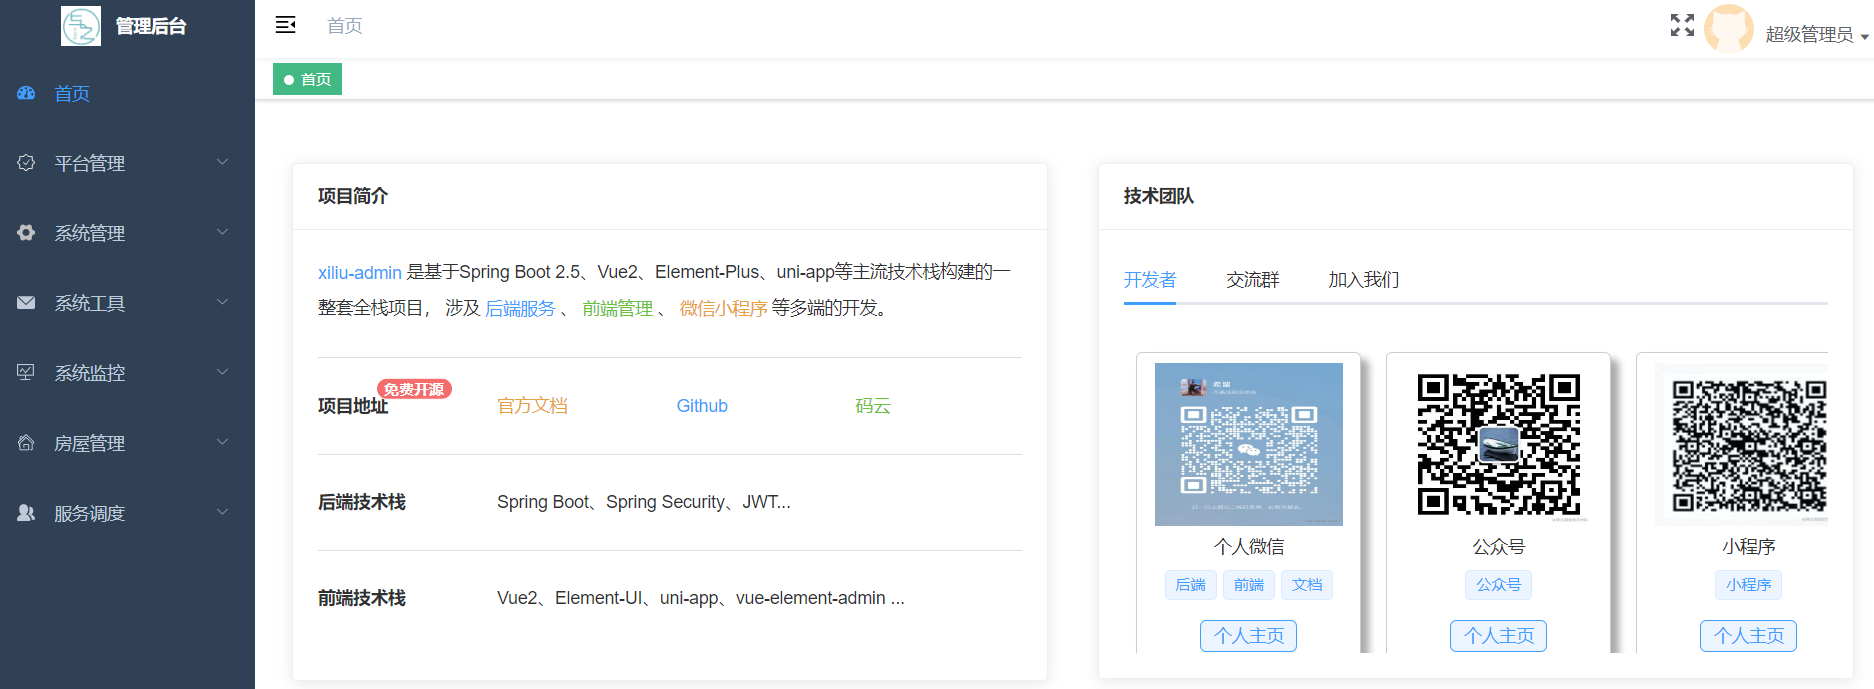 管理后台
首页
平台管理
系统管理
系统工具
系统监控
房屋管理
服务调度
首页
超级管理员
首页
项目简介
xiliu-admin 是基于Spring Boot 2.5、Vue2、Element-Plus、uni-app等主流技术栈构建的一
整套全栈项目， 涉及 后端服务 、 前端管理 、 微信小程序 等多端的开发。
项目地址 免费开源 官方文档 Github 码云
后端技术栈 Spring Boot、Spring Security、JWT...
前端技术栈 Vue2、Element-UI、uni-app、vue-element-admin ...
技术团队
开发者 交流群 加入我们
希留
个人微信
后端 前端 文档
个人主页
公众号
公众号
个人主页
小程序
小程序
个人主页